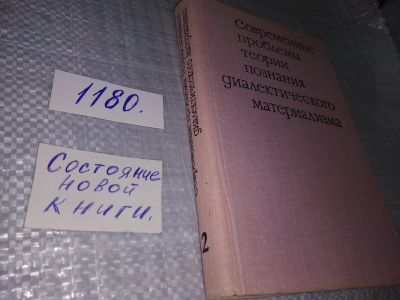 1180.
Состояние
новой
книги.
Современные
проблемы
теории
познания
диалектического
материализма
2